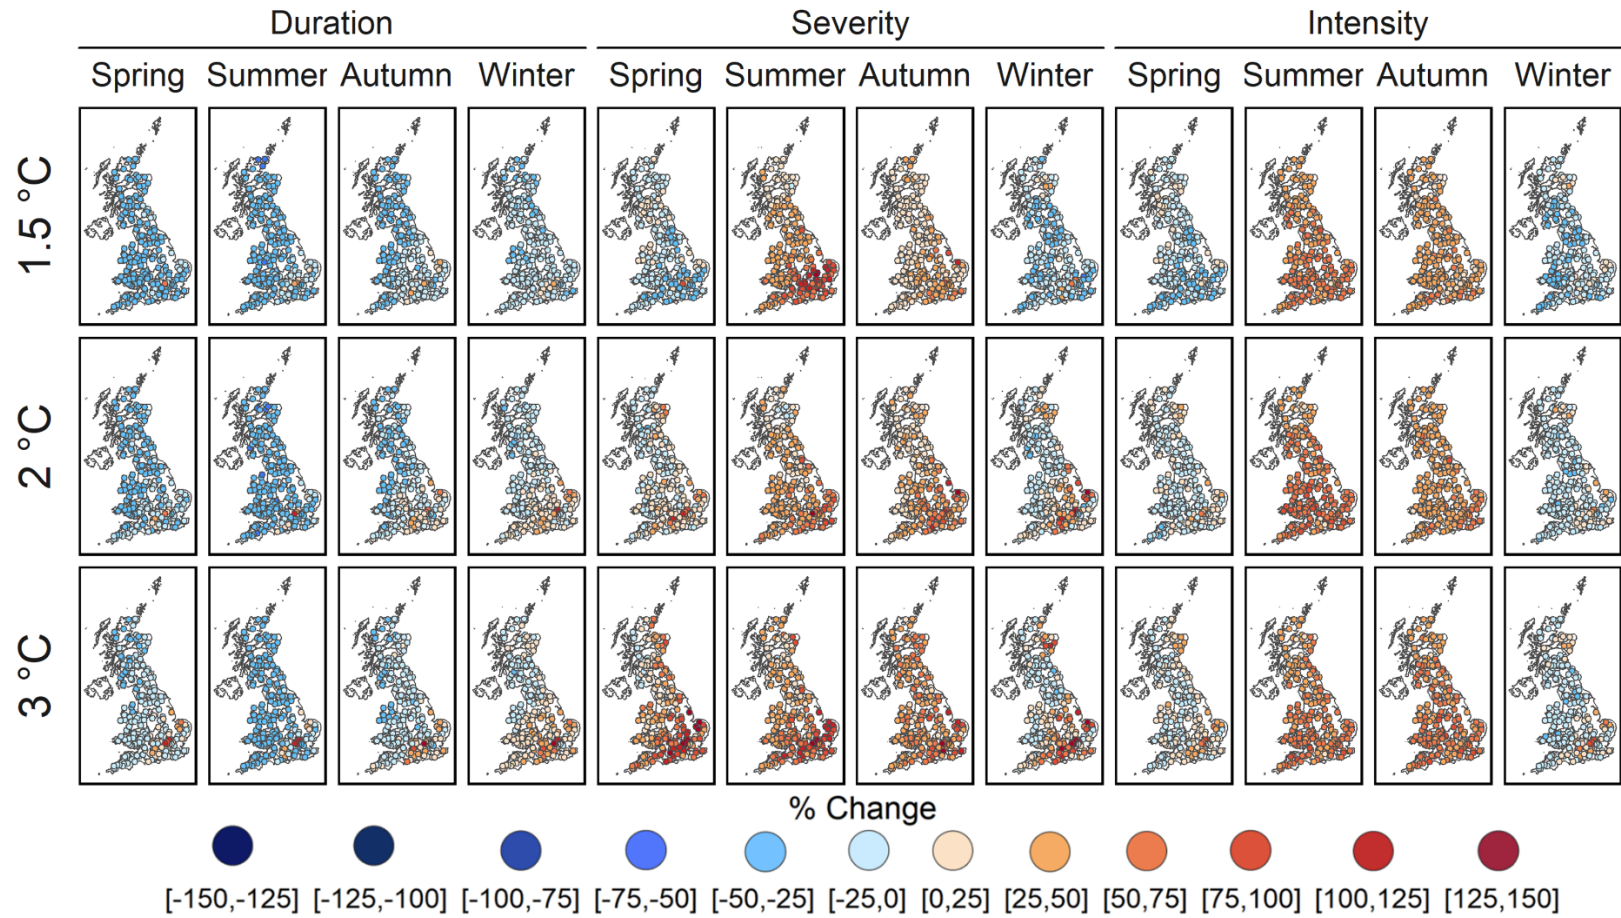 Duration Severity Intensity
Spring Summer Autumn Winter Spring Summer Autumn Winter Spring Summer Autumn Winter
1.5 °C
2 °C
3 °C
% Change
[-150,-125] [-125,-100] [-100,-75] [-75,-50] [-50,-25] [-25,0] [0,25] [25,50] [50,75] [75,100] [100,125] [125,150]